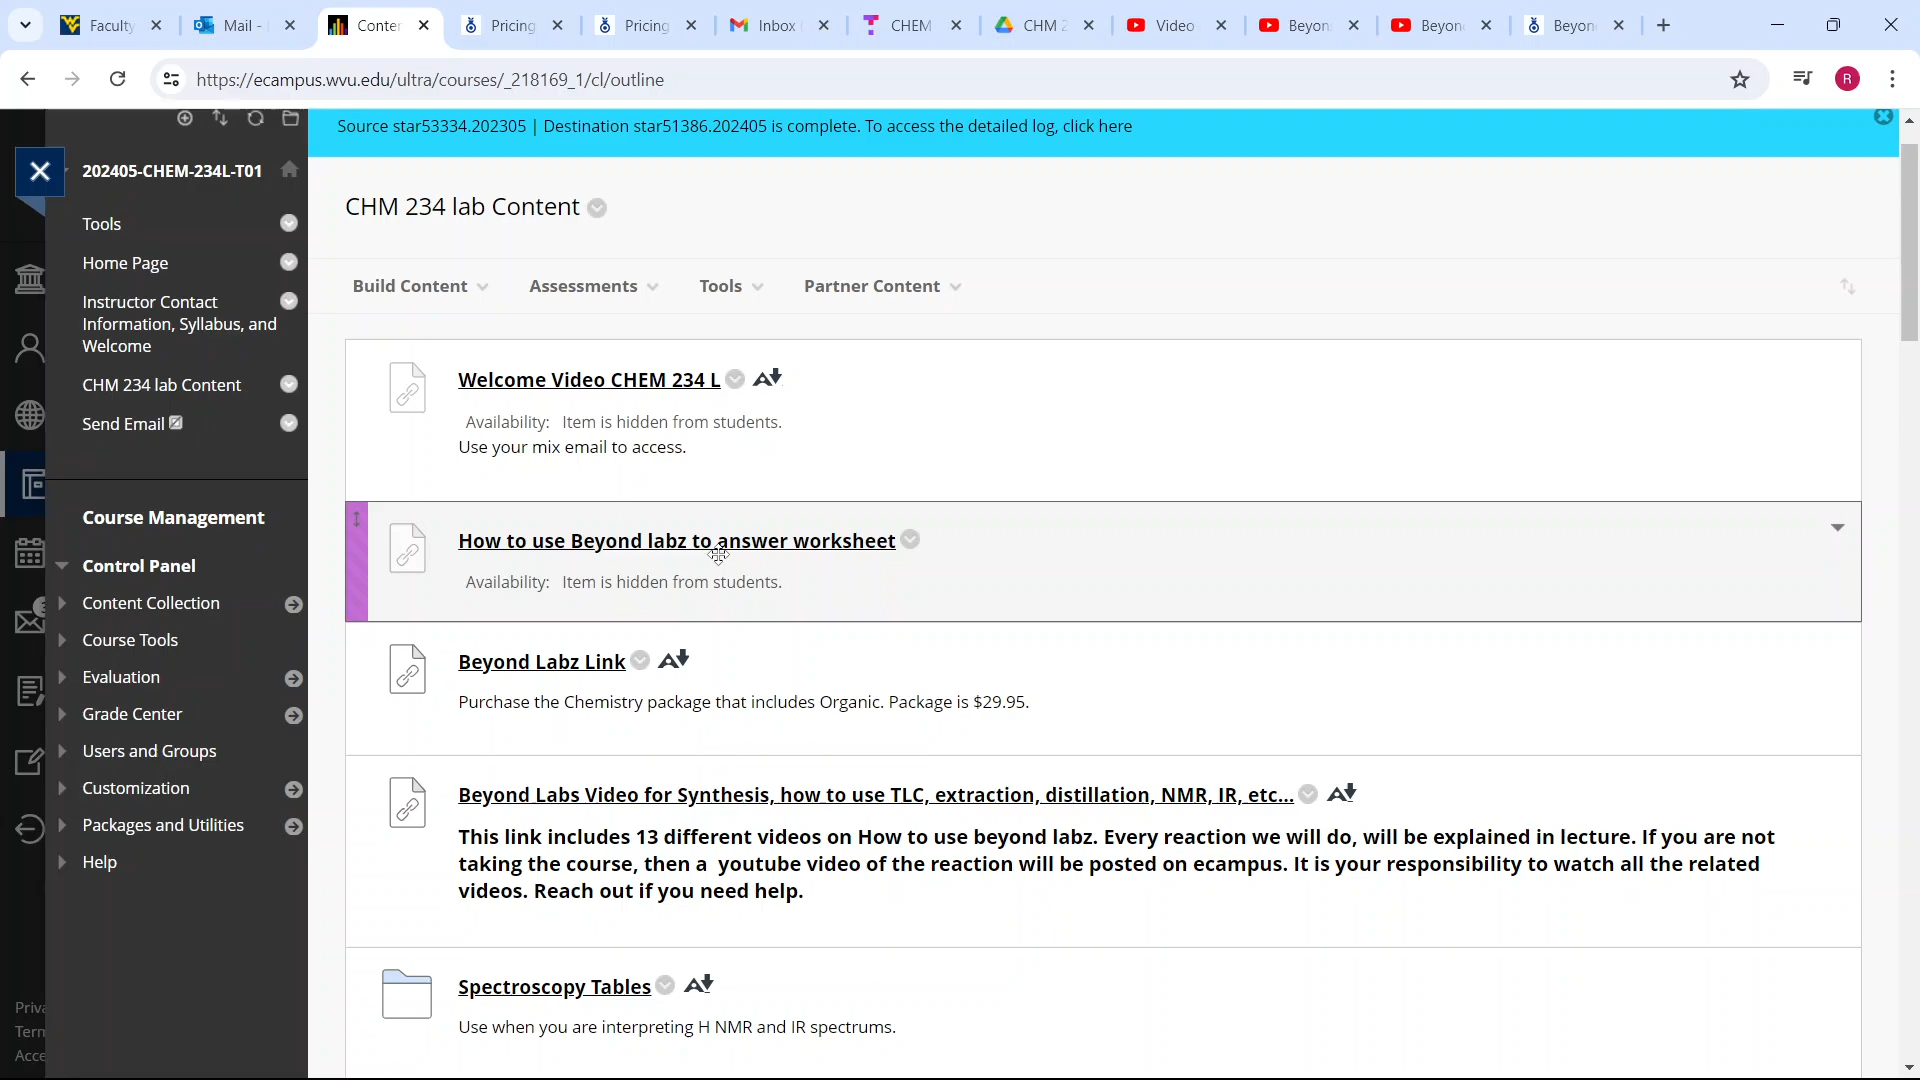 Faculty
Mail -
Conter
Pricing
Pricing
Inbox
CHEM
CHM 2
Video
Beyon
Beyon
Beyon
https://ecampus.wvu.edu/ultra/courses/_218169_1/cl/outline
R
Source star53334.202305 | Destination star51386.202405 is complete. To access the detailed log, click here
202405-CHEM-234L-T01
Tools
Home Page
Instructor Contact
Information, Syllabus, and
Welcome
CHM 234 lab Content
Send Email
Course Management
Control Panel
Content Collection
Course Tools
Evaluation
Grade Center
Users and Groups
Customization
Packages and Utilities
Help
Priva
Term
Acce
CHM 234 lab Content
Build Content
Assessments
Tools
Partner Content
Welcome Video CHEM 234 L
Availability: Item is hidden from students.
Use your mix email to access.
How to use Beyond labz to answer worksheet
Availability: Item is hidden from students.
Beyond Labz Link
Purchase the Chemistry package that includes Organic. Package is $29.95.
Beyond Labs Video for Synthesis, how to use TLC, extraction, distillation, NMR, IR, etc...
This link includes 13 different videos on How to use beyond labz. Every reaction we will do, will be explained in lecture. If you are not
taking the course, then a youtube video of the reaction will be posted on ecampus. It is your responsibility to watch all the related
videos. Reach out if you need help.
Spectroscopy Tables
Use when you are interpreting H NMR and IR spectrums.